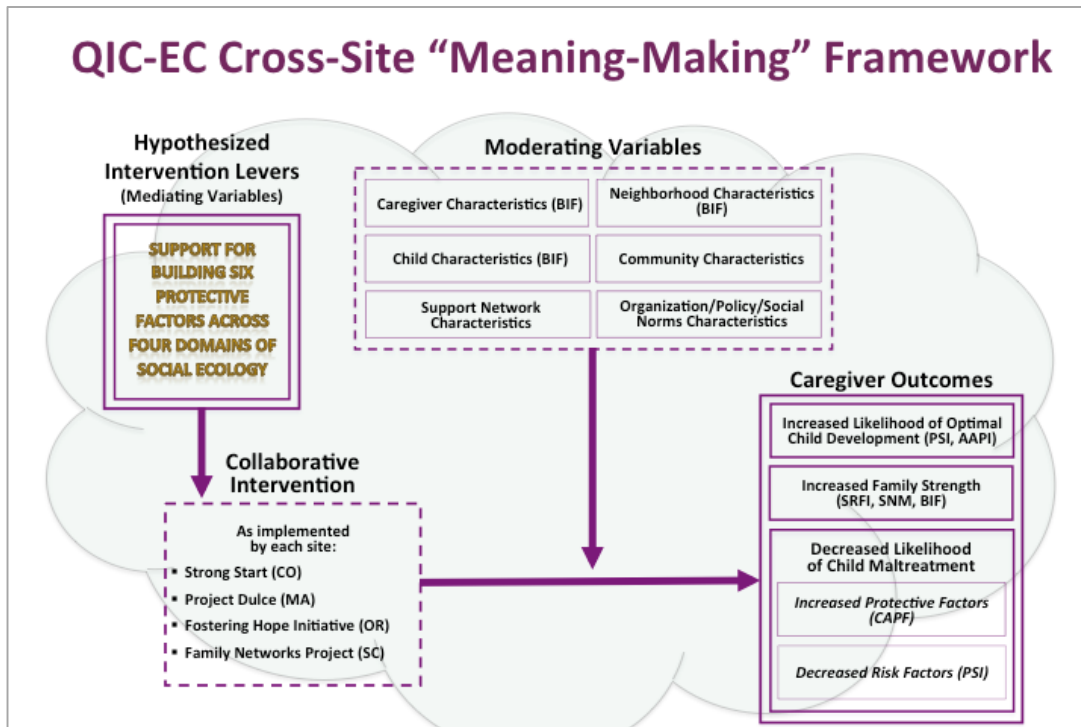 QIC-EC Cross-Site “Meaning-Making” Framework
Hypothesized
Intervention Levers
(Mediating Variables)
SUPPORT FOR
BUILDING SIX
PROTECTIVE
FACTORS ACROSS
FOUR DOMAINS OF
SOCIAL ECOLOGY
Moderating Variables
Caregiver Characteristics (BIF)
Neighborhood Characteristics
(BIF)
Child Characteristics (BIF)
Community Characteristics
Support Network
Characteristics
Organization/Policy/Social
Norms Characteristics
Collaborative
Intervention
As implemented
by each site:
▪ Strong Start (CO)
▪ Project Dulce (MA)
▪ Fostering Hope Initiative (OR)
▪ Family Networks Project (SC)
Caregiver Outcomes
Increased Likelihood of Optimal
Child Development (PSI, AAPI)
Increased Family Strength
(SRFI, SNM, BIF)
Decreased Likelihood
of Child Maltreatment
Increased Protective Factors
(CAPF)
Decreased Risk Factors (PSI)